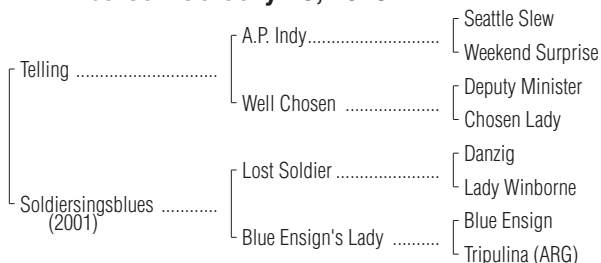 Seattle Slew
A.P. Indy
Weekend Surprise
Telling
Deputy Minister
Well Chosen
Chosen Lady
Danzig
Lost Soldier
Lady Winborne
Soldiersingsblues
(2001)
Blue Ensign
Blue Ensign's Lady
Tripulina (ARG)